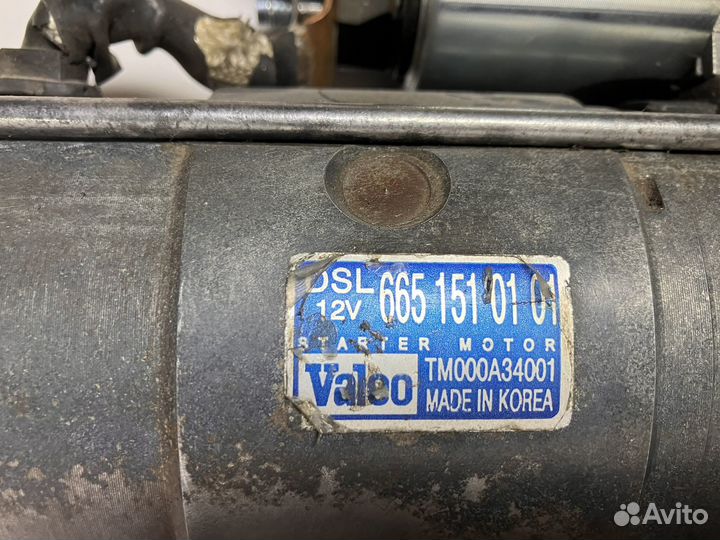 DSL 12V 665 151 01 01
STARTER MOTOR
Valeo TM000A34001
MADE IN KOREA
Avito